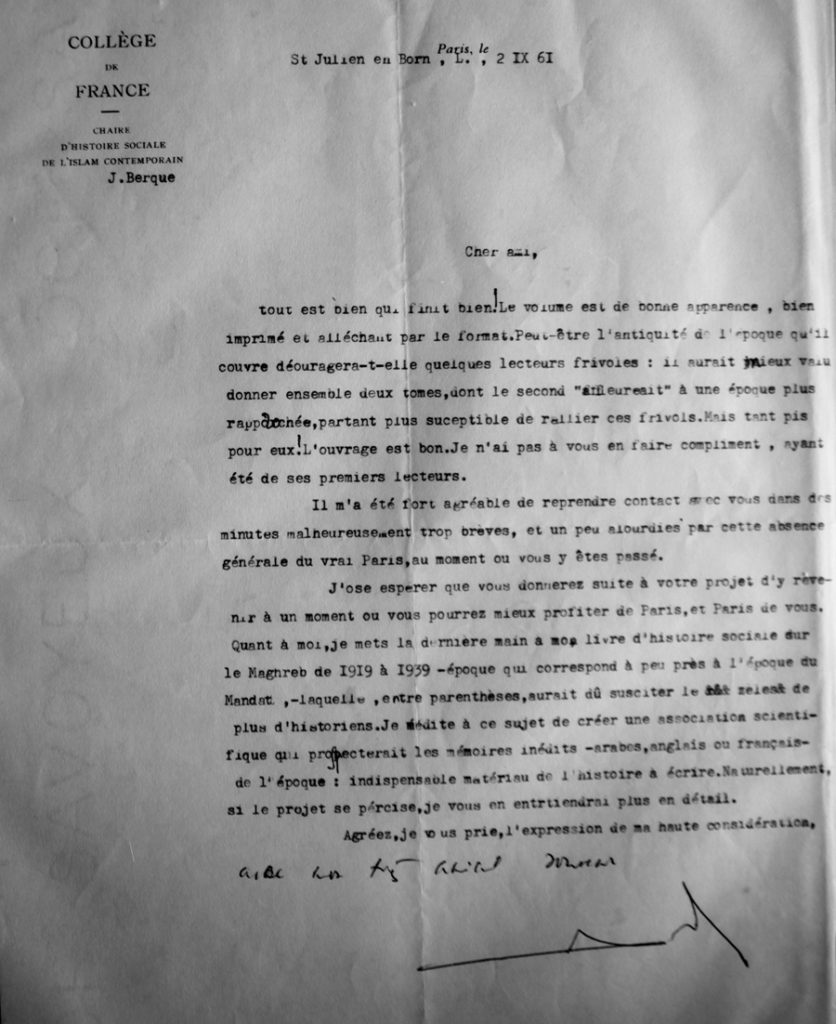 COLLÈGE
DE
FRANCE
CHAIRE
D'HISTOIRE SOCIALE
DE L'ISLAM CONTEMPORAIN
J.Berque
Paris, le
St Julien en Born , L. , 2 IX 61
Cher ami,
tout est bien qui finit bien!Le volume est de bonne apparence , bien
imprimé et alléchant par le format.Peut-être l'antiquité de l'époque qu'il
couvre déouragera-t-elle quelques lecteurs frivoles : il aurait mieux valu
donner ensemble deux tomes,dont le second "affleureait" à une époque plus
rapprochée,partant plus suceptible de rallier ces frivols.Mais tant pis
pour eux!L'ouvrage est bon.Je n'ai pas à vous en faire compliment , ayant
été de ses premiers lecteurs.
Il m'a été fort agréable de reprendre contact avec vous dans des
minutes malheureusement trop brèves, et un peu alourdies par cette absence
générale du vrai Paris,au moment ou vous y êtes passé.
J'ose esperer que vous donnerez suite à votre projet d'y rève-
nir à un moment ou vous pourrez mieux profiter de Paris,et Paris de vous.
Quant à moi,je mets la dernière main a mon livre d'histoire sociale sur
le Maghreb de 1919 à 1939 -époque qui correspond à peu près à l'époque du
Mandat ,-laquelle ,entre parenthèses,aurait dû susciter le zele de
plus d'historiens.Je médite à ce sujet de créer une association scienti-
fique qui prospecterait les mémoires inédits -arabes,anglais ou français-
de l'époque : indispensable matériau de l'histoire à écrire.Naturellement,
si le projet se pércise,je vous en entrtiendrai plus en détail.
Agréez,je vous prie,l'expression de ma haute considération,
avec mon très amical